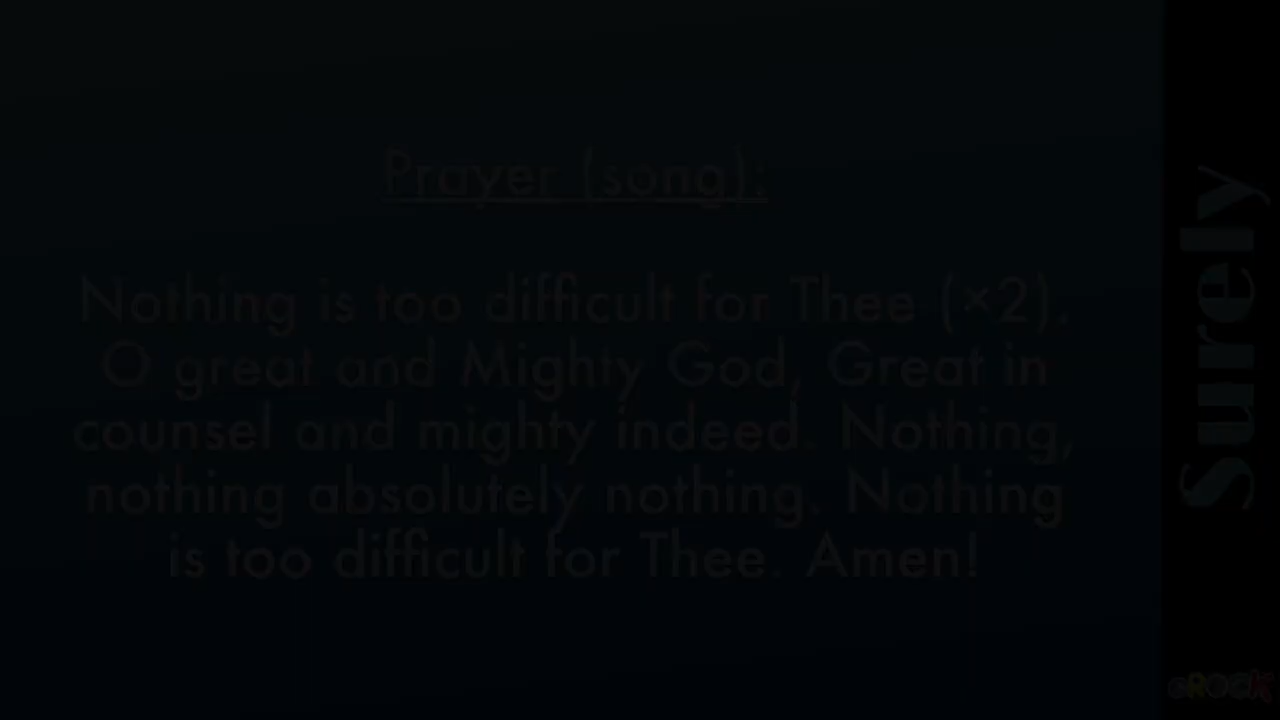 Prayer (song):
Nothing is too difficult for Thee (×2).
O great and Mighty God, Great in
counsel and mighty indeed. Nothing,
nothing absolutely nothing. Nothing
is too difficult for Thee. Amen!
Surely
GROCK